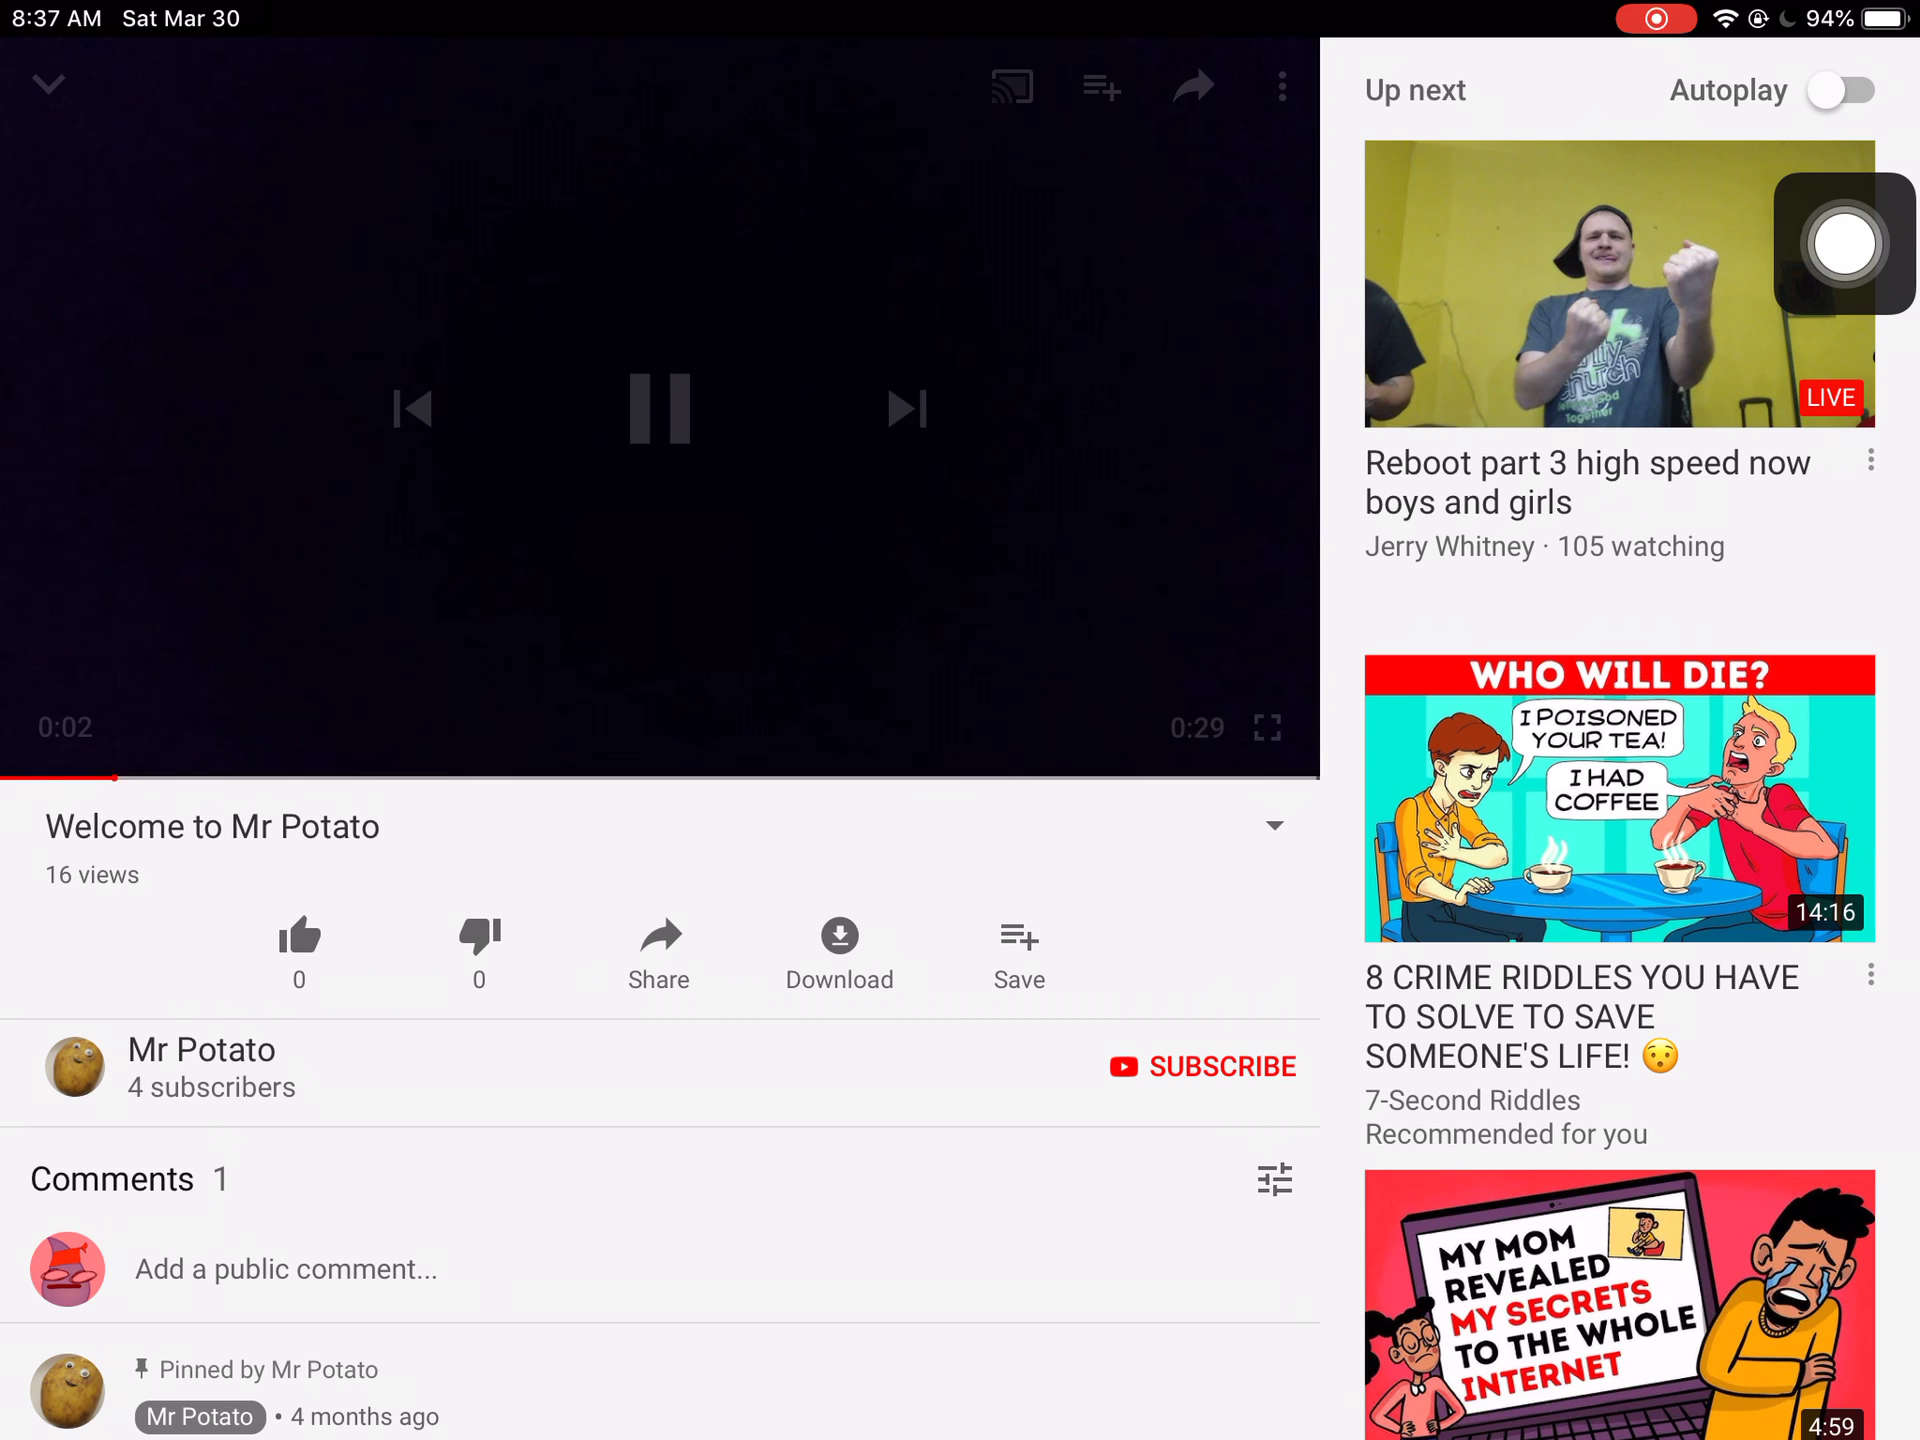 8:37 AM Sat Mar 30
94%
Up next
Autoplay
LIVE
Reboot part 3 high speed now
boys and girls
Jerry Whitney · 105 watching
0:02
0:29
Welcome to Mr Potato
16 views
0
0
Share
Download
Save
Mr Potato
4 subscribers
SUBSCRIBE
Comments 1
Add a public comment...
Pinned by Mr Potato
Mr Potato • 4 months ago
WHO WILL DIE?
I POISONED
YOUR TEA!
I HAD
COFFEE
14:16
8 CRIME RIDDLES YOU HAVE
TO SOLVE TO SAVE
SOMEONE'S LIFE! 😯
7-Second Riddles
Recommended for you
MY MOM
REVEALED
MY SECRETS
TO THE WHOLE
INTERNET
4:59